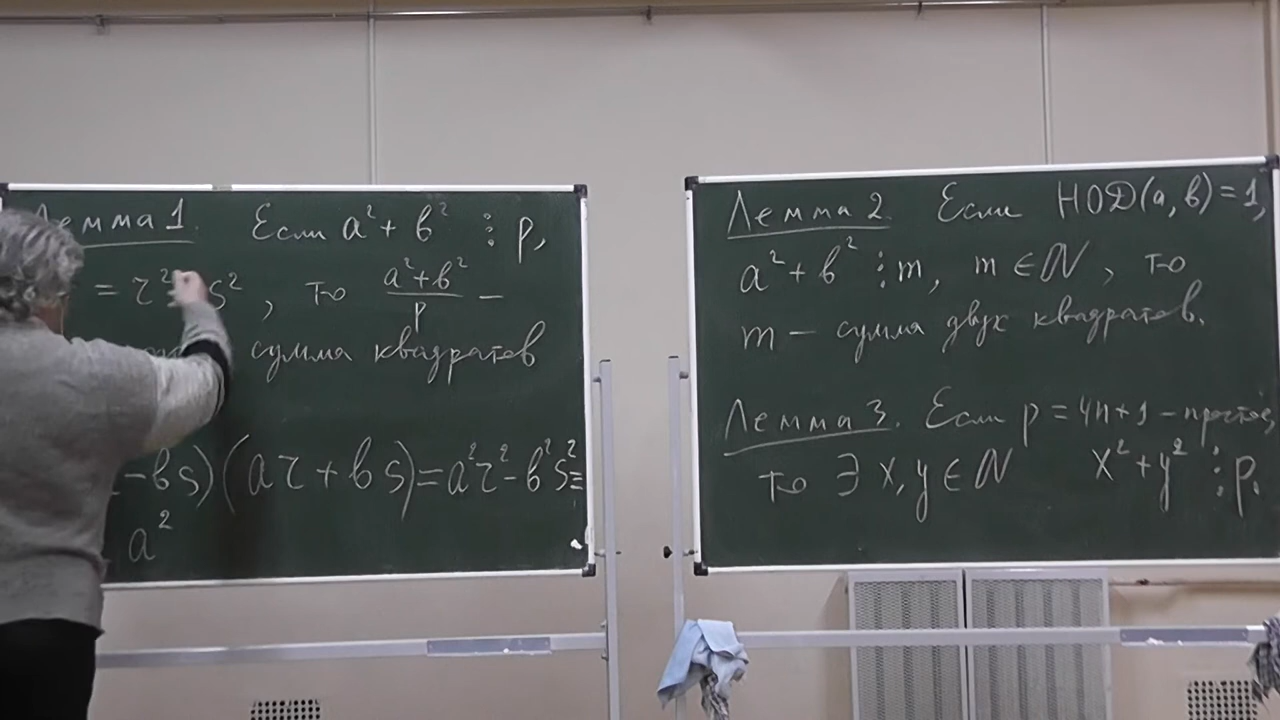 Лемма 1. Если a² + b² ⋮ p,
= r² s², то (a² + b²)/p –
сумма квадратов
– bs)(ar + bs) = a²r² – b²s² =
a²
Лемма 2. Если НОД(a, b) = 1,
a² + b² ⋮ m, m ∈ N, то
m – сумма двух квадратов.
Лемма 3. Если p = 4n + 1 – простое,
то ∃ x, y ∈ N x² + y² ⋮ p.